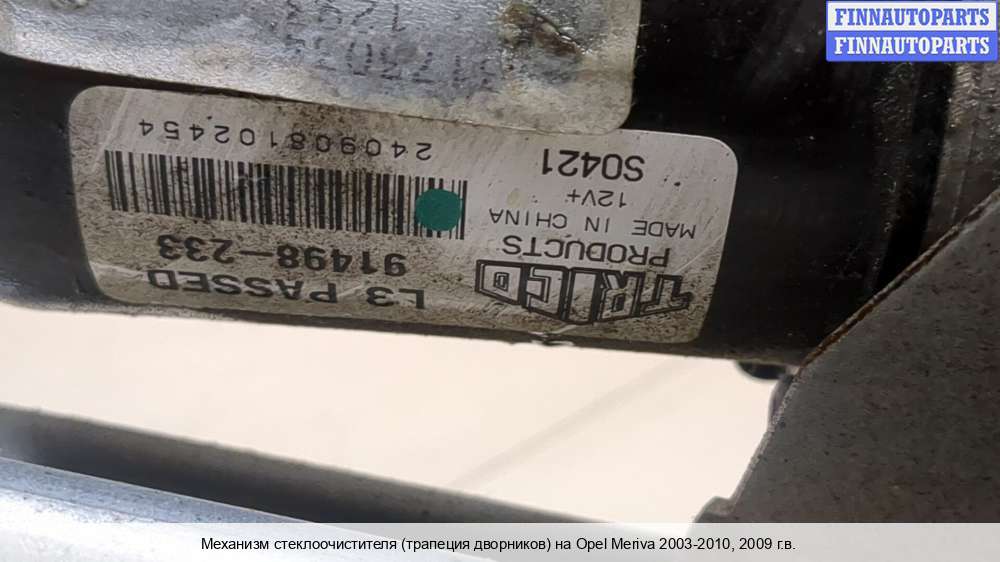 FINNAUTOPARTS
FINNAUTOPARTS
TRICO
PRODUCTS
MADE IN CHINA
12V+
S0421
L3 PASSED
91498-233
240908102454
Механизм стеклоочистителя (трапеция дворников) на Opel Meriva 2003-2010, 2009 г.в.